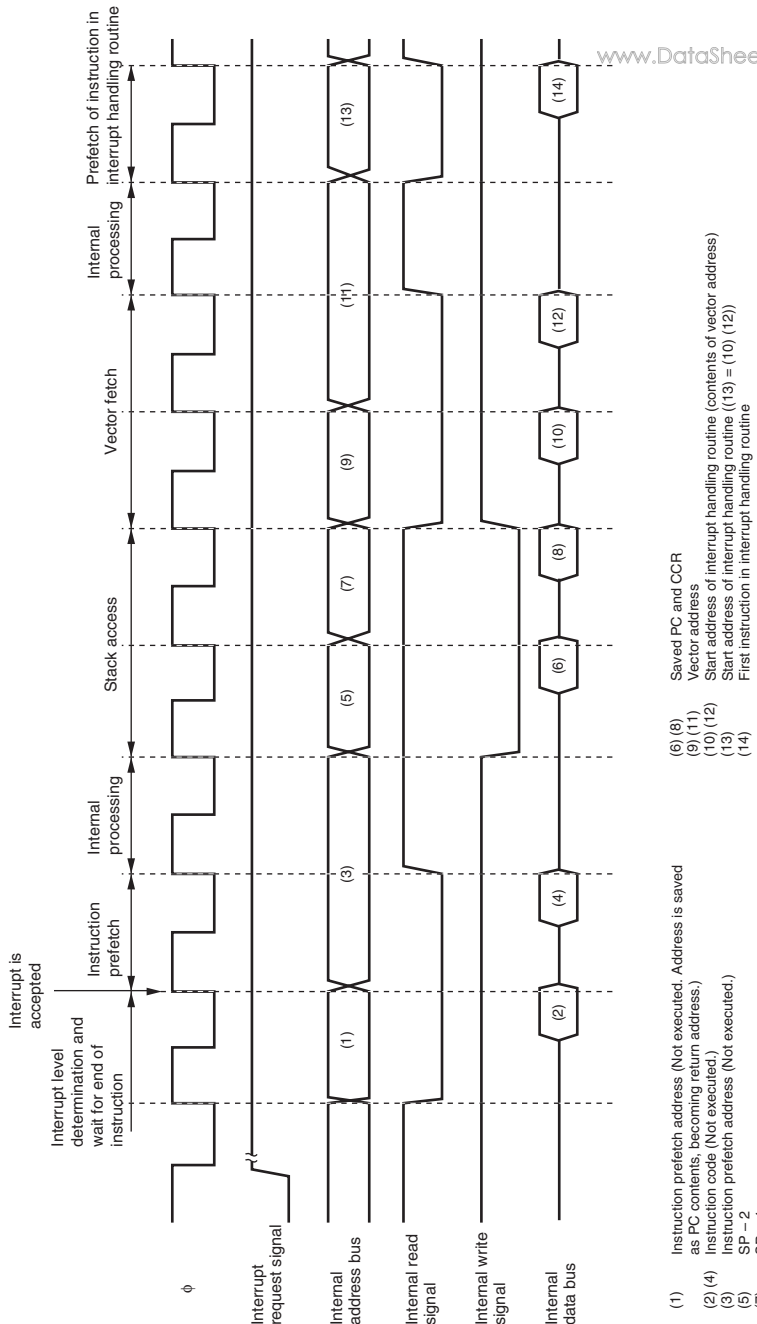 Interrupt is
accepted
Interrupt level
determination and
wait for end of
instruction
Instruction
prefetch
Internal
processing
Stack access
Vector fetch
Internal
processing
Prefetch of instruction in
interrupt handling routine
φ
Interrupt
request signal
Internal
address bus
(1)
(3)
(5)
(7)
(9)
(11)
(13)
Internal read
signal
Internal write
signal
Internal
data bus
(2)
(4)
(6)
(8)
(10)
(12)
(14)
(1) Instruction prefetch address (Not executed. Address is saved
as PC contents, becoming return address.)
(2) (4) Instruction code (Not executed.)
(3) Instruction prefetch address (Not executed.)
(5) SP – 2
(6) (8) Saved PC and CCR
(9) (11) Vector address
(10) (12) Start address of interrupt handling routine (contents of vector address)
(13) Start address of interrupt handling routine ((13) = (10) (12))
(14) First instruction in interrupt handling routine
www.DataShee